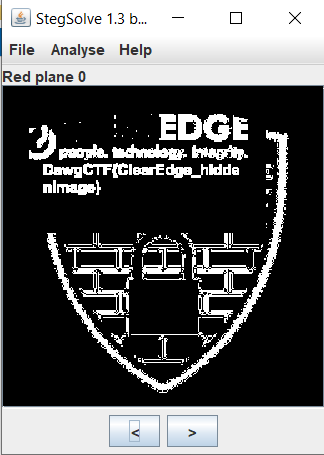 StegSolve 1.3 b...
File Analyse Help
Red plane 0
EDGE
people. technology. integrity.
DawgCTF{ClearEdge_hidde
nimage}
< >